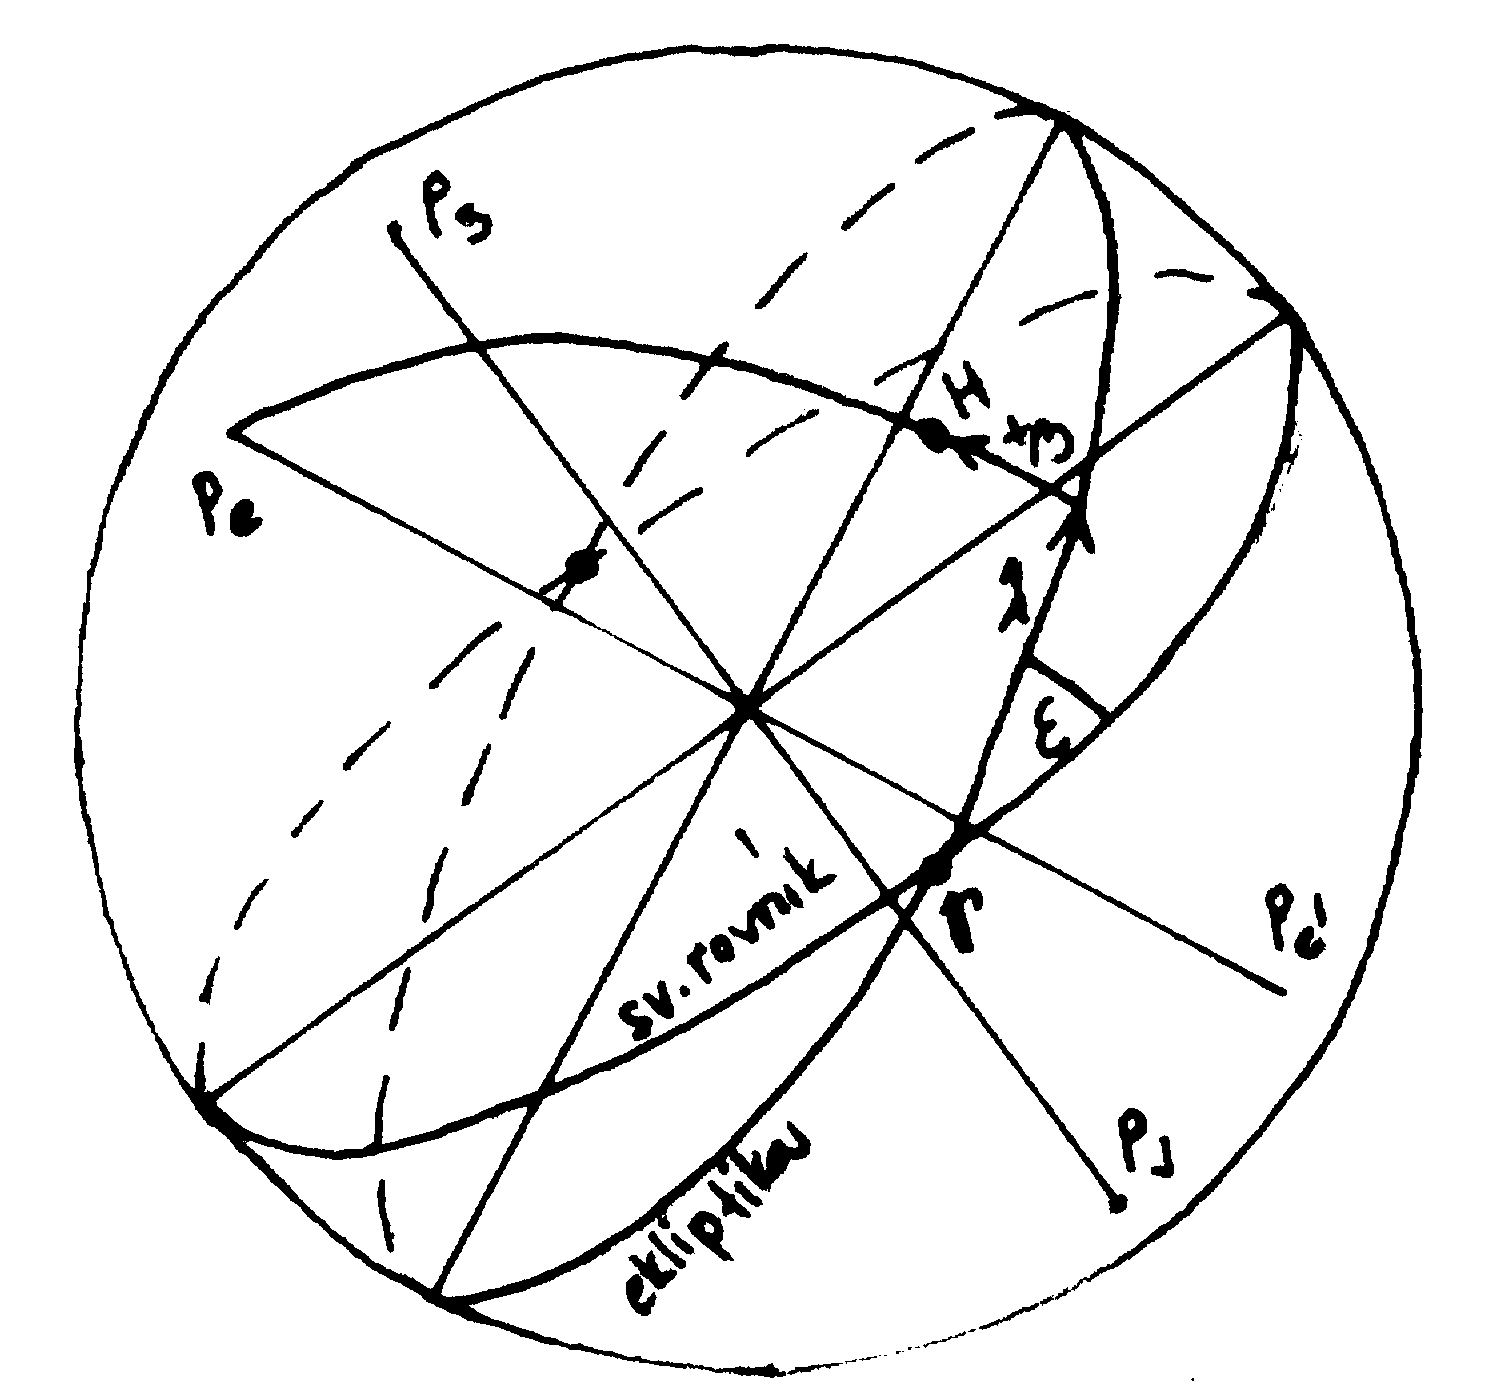 Ps
H
+β
Pe
λ
ε
sv. rovník
γ
Pe'
PJ
ekliptika